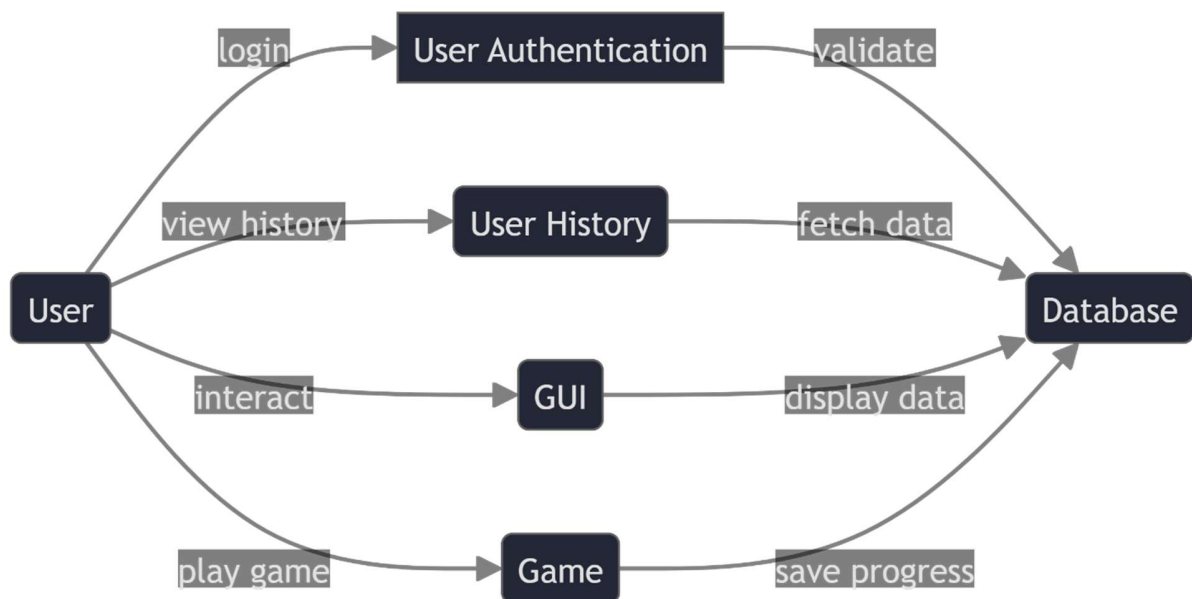 login
User Authentication
validate
view history
User History
fetch data
User
Database
interact
GUI
display data
play game
Game
save progress